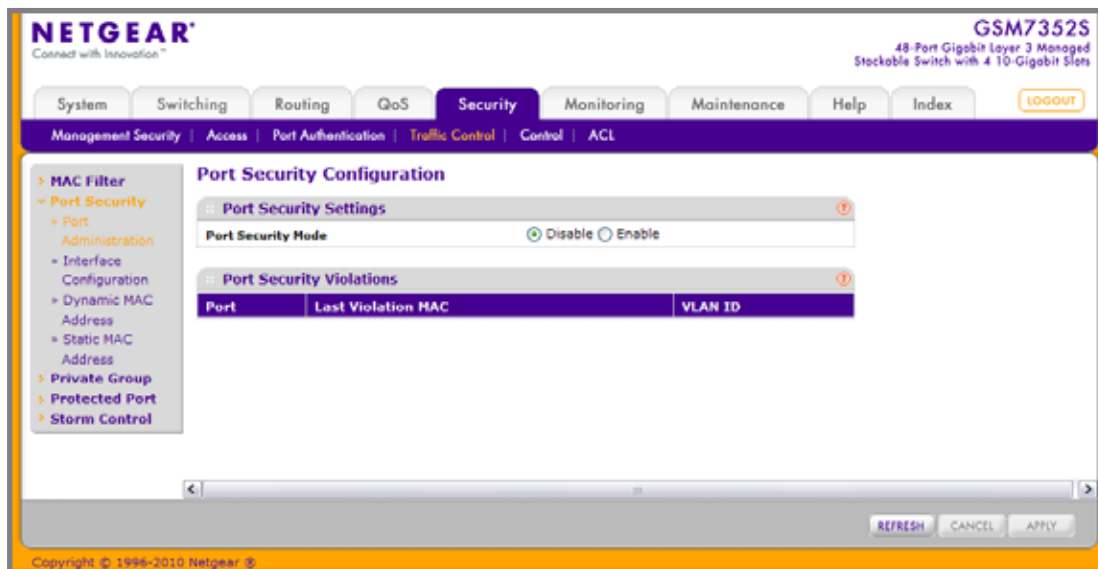 NETGEAR®
Connect with Innovation™
GSM7352S
48-Port Gigabit Layer 3 Managed
Stackable Switch with 4 10-Gigabit Slots
System Switching Routing QoS Security Monitoring Maintenance Help Index LOGOUT
Management Security | Access | Port Authentication | Traffic Control | Control | ACL
MAC Filter
Port Security
Port
Administration
Interface
Configuration
Dynamic MAC
Address
Static MAC
Address
Private Group
Protected Port
Storm Control
Port Security Configuration
Port Security Settings ?
Port Security Mode Disable Enable
Port Security Violations ?
Port Last Violation MAC VLAN ID
REFRESH CANCEL APPLY
Copyright © 1996-2010 Netgear ®